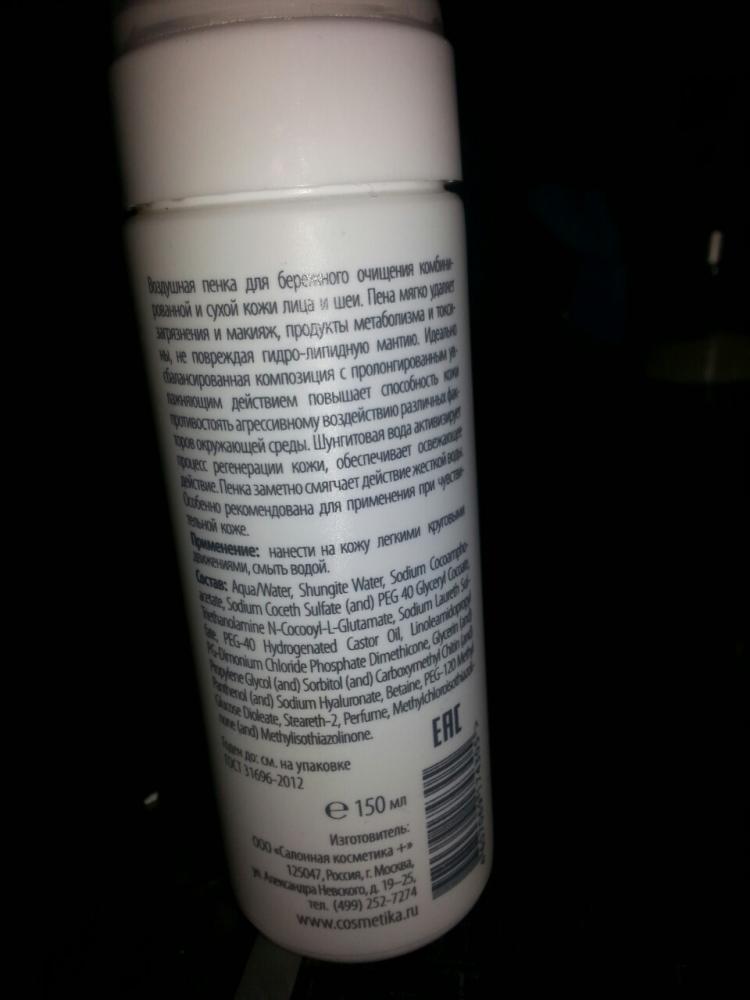 Воздушная пенка для бережного очищения комбини-
рованной и сухой кожи лица и шеи. Пена мягко удаляет
загрязнения и макияж, продукты метаболизма и токси-
ны, не повреждая гидро-липидную мантию. Идеально
сбалансированная композиция с пролонгированным ув-
лажняющим действием повышает способность кожи
противостоять агрессивному воздействию различных фак-
торов окружающей среды. Шунгитовая вода активизирует
процесс регенерации кожи, обеспечивает освежающее
действие. Пенка заметно смягчает действие жесткой воды.
Особенно рекомендована для применения при чувстви-
тельной коже.
Применение: нанести на кожу легкими круговыми
движениями, смыть водой.
Состав: Aqua/Water, Shungite Water, Sodium Cocoampho-
acetate, Sodium Coceth Sulfate (and) PEG 40 Glyceryl Cocoate,
Triethanolamine N-Cocooyl-L-Glutamate, Sodium Laureth Sul-
fate, PEG-40 Hydrogenated Castor Oil, Linoleamidopropyl
PG-Dimonium Chloride Phosphate Dimethicone, Glycerin (and)
Propylene Glycol (and) Sorbitol (and) Carboxymethyl Chitin (and)
Panthenol (and) Sodium Hyaluronate, Betaine, PEG-120 Methyl
Glucose Dioleate, Steareth-2, Perfume, Methylchloroisothiazoli-
none (and) Methylisothiazolinone.
Годен до: см. на упаковке
ГОСТ 31696-2012
EAC
℮ 150 мл
Изготовитель:
ООО «Салонная косметика +»
125047, Россия, г. Москва,
ул. Александра Невского, д. 19–25,
тел. (499) 252-7274
www.cosmetika.ru